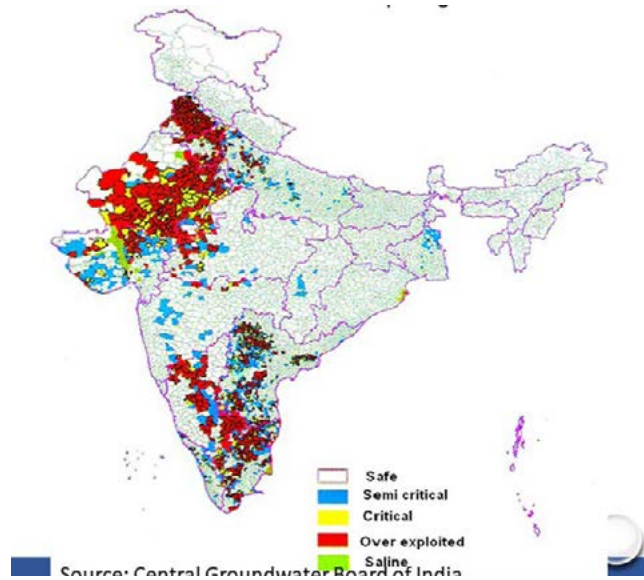 Safe
Semi critical
Critical
Over exploited
Saline
Source: Central Groundwater Board of India